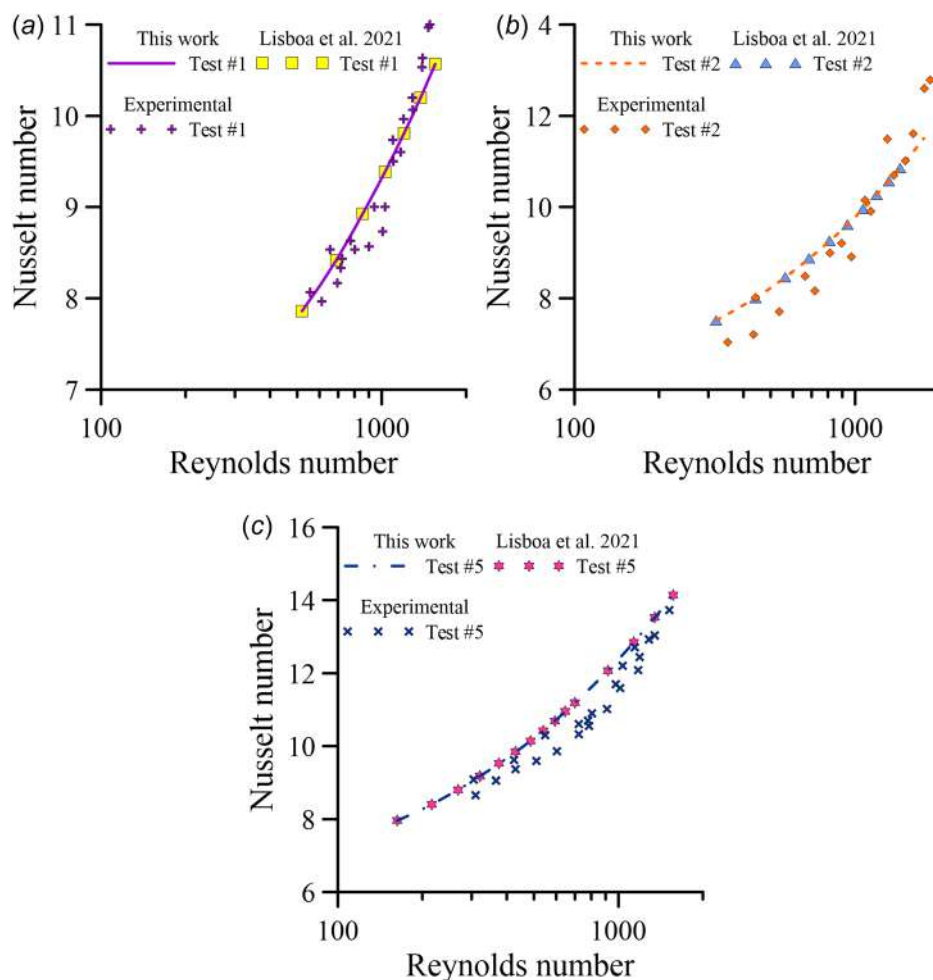 (a)
11
This work Lisboa et al. 2021
Test #1 Test #1
Experimental
Test #1
10
9
8
7
Nusselt number
100 1000
Reynolds number
(b)
4
This work Lisboa et al. 2021
Test #2 Test #2
Experimental
Test #2
12
10
8
6
Nusselt number
100 1000
Reynolds number
(c)
16
This work Lisboa et al. 2021
Test #5 Test #5
Experimental
Test #5
14
12
10
8
6
Nusselt number
100 1000
Reynolds number